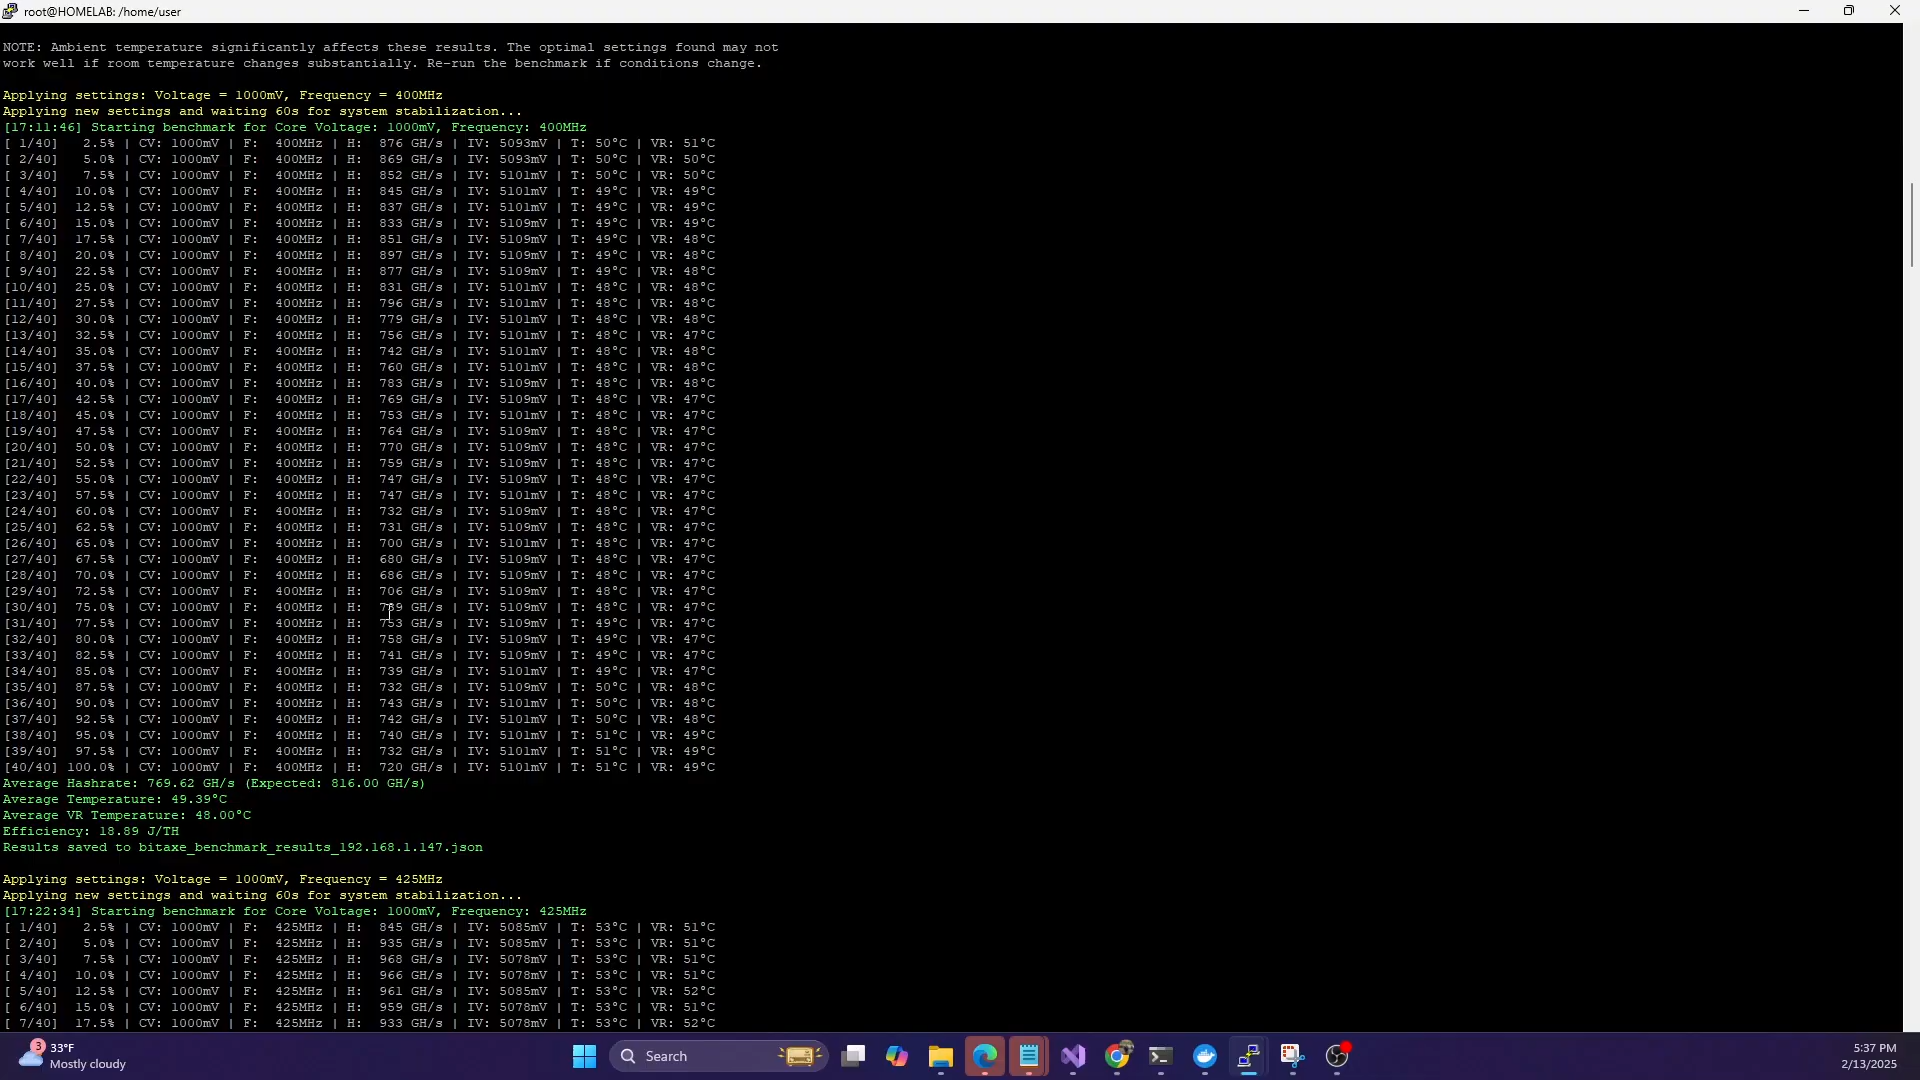 root@HOMELAB: /home/user
NOTE: Ambient temperature significantly affects these results. The optimal settings found may not
work well if room temperature changes substantially. Re-run the benchmark if conditions change.
Applying settings: Voltage = 1000mV, Frequency = 400MHz
Applying new settings and waiting 60s for system stabilization...
[17:11:46] Starting benchmark for Core Voltage: 1000mV, Frequency: 400MHz
[ 1/40]   2.5% | CV: 1000mV | F:  400MHz | H:  876 GH/s | IV: 5093mV | T: 50°C | VR: 51°C
[ 2/40]   5.0% | CV: 1000mV | F:  400MHz | H:  869 GH/s | IV: 5093mV | T: 50°C | VR: 50°C
[ 3/40]   7.5% | CV: 1000mV | F:  400MHz | H:  852 GH/s | IV: 5101mV | T: 50°C | VR: 50°C
[ 4/40]  10.0% | CV: 1000mV | F:  400MHz | H:  845 GH/s | IV: 5101mV | T: 49°C | VR: 49°C
[ 5/40]  12.5% | CV: 1000mV | F:  400MHz | H:  837 GH/s | IV: 5101mV | T: 49°C | VR: 49°C
[ 6/40]  15.0% | CV: 1000mV | F:  400MHz | H:  833 GH/s | IV: 5109mV | T: 49°C | VR: 49°C
[ 7/40]  17.5% | CV: 1000mV | F:  400MHz | H:  851 GH/s | IV: 5109mV | T: 49°C | VR: 48°C
[ 8/40]  20.0% | CV: 1000mV | F:  400MHz | H:  897 GH/s | IV: 5109mV | T: 49°C | VR: 48°C
[ 9/40]  22.5% | CV: 1000mV | F:  400MHz | H:  877 GH/s | IV: 5109mV | T: 49°C | VR: 48°C
[10/40]  25.0% | CV: 1000mV | F:  400MHz | H:  831 GH/s | IV: 5101mV | T: 48°C | VR: 48°C
[11/40]  27.5% | CV: 1000mV | F:  400MHz | H:  796 GH/s | IV: 5101mV | T: 48°C | VR: 48°C
[12/40]  30.0% | CV: 1000mV | F:  400MHz | H:  779 GH/s | IV: 5101mV | T: 48°C | VR: 48°C
[13/40]  32.5% | CV: 1000mV | F:  400MHz | H:  756 GH/s | IV: 5101mV | T: 48°C | VR: 47°C
[14/40]  35.0% | CV: 1000mV | F:  400MHz | H:  742 GH/s | IV: 5101mV | T: 48°C | VR: 48°C
[15/40]  37.5% | CV: 1000mV | F:  400MHz | H:  760 GH/s | IV: 5101mV | T: 48°C | VR: 48°C
[16/40]  40.0% | CV: 1000mV | F:  400MHz | H:  783 GH/s | IV: 5109mV | T: 48°C | VR: 48°C
[17/40]  42.5% | CV: 1000mV | F:  400MHz | H:  769 GH/s | IV: 5109mV | T: 48°C | VR: 47°C
[18/40]  45.0% | CV: 1000mV | F:  400MHz | H:  753 GH/s | IV: 5101mV | T: 48°C | VR: 47°C
[19/40]  47.5% | CV: 1000mV | F:  400MHz | H:  764 GH/s | IV: 5109mV | T: 48°C | VR: 47°C
[20/40]  50.0% | CV: 1000mV | F:  400MHz | H:  770 GH/s | IV: 5109mV | T: 48°C | VR: 47°C
[21/40]  52.5% | CV: 1000mV | F:  400MHz | H:  759 GH/s | IV: 5109mV | T: 48°C | VR: 47°C
[22/40]  55.0% | CV: 1000mV | F:  400MHz | H:  747 GH/s | IV: 5109mV | T: 48°C | VR: 47°C
[23/40]  57.5% | CV: 1000mV | F:  400MHz | H:  747 GH/s | IV: 5101mV | T: 48°C | VR: 47°C
[24/40]  60.0% | CV: 1000mV | F:  400MHz | H:  732 GH/s | IV: 5109mV | T: 48°C | VR: 47°C
[25/40]  62.5% | CV: 1000mV | F:  400MHz | H:  731 GH/s | IV: 5109mV | T: 48°C | VR: 47°C
[26/40]  65.0% | CV: 1000mV | F:  400MHz | H:  700 GH/s | IV: 5101mV | T: 48°C | VR: 47°C
[27/40]  67.5% | CV: 1000mV | F:  400MHz | H:  680 GH/s | IV: 5109mV | T: 48°C | VR: 47°C
[28/40]  70.0% | CV: 1000mV | F:  400MHz | H:  686 GH/s | IV: 5109mV | T: 48°C | VR: 47°C
[29/40]  72.5% | CV: 1000mV | F:  400MHz | H:  706 GH/s | IV: 5109mV | T: 48°C | VR: 47°C
[30/40]  75.0% | CV: 1000mV | F:  400MHz | H:  GH/s | IV: 5109mV | T: 48°C | VR: 47°C
[31/40]  77.5% | CV: 1000mV | F:  400MHz | H:  753 GH/s | IV: 5109mV | T: 49°C | VR: 47°C
[32/40]  80.0% | CV: 1000mV | F:  400MHz | H:  758 GH/s | IV: 5109mV | T: 49°C | VR: 47°C
[33/40]  82.5% | CV: 1000mV | F:  400MHz | H:  741 GH/s | IV: 5109mV | T: 49°C | VR: 47°C
[34/40]  85.0% | CV: 1000mV | F:  400MHz | H:  739 GH/s | IV: 5101mV | T: 49°C | VR: 47°C
[35/40]  87.5% | CV: 1000mV | F:  400MHz | H:  732 GH/s | IV: 5109mV | T: 50°C | VR: 48°C
[36/40]  90.0% | CV: 1000mV | F:  400MHz | H:  743 GH/s | IV: 5101mV | T: 50°C | VR: 48°C
[37/40]  92.5% | CV: 1000mV | F:  400MHz | H:  742 GH/s | IV: 5101mV | T: 50°C | VR: 48°C
[38/40]  95.0% | CV: 1000mV | F:  400MHz | H:  740 GH/s | IV: 5101mV | T: 51°C | VR: 49°C
[39/40]  97.5% | CV: 1000mV | F:  400MHz | H:  732 GH/s | IV: 5101mV | T: 51°C | VR: 49°C
[40/40] 100.0% | CV: 1000mV | F:  400MHz | H:  720 GH/s | IV: 5101mV | T: 51°C | VR: 49°C
Average Hashrate: 769.62 GH/s (Expected: 816.00 GH/s)
Average Temperature: 49.39°C
Average VR Temperature: 48.00°C
Efficiency: 18.89 J/TH
Results saved to bitaxe_benchmark_results_192.168.1.147.json
Applying settings: Voltage = 1000mV, Frequency = 425MHz
Applying new settings and waiting 60s for system stabilization...
[17:22:34] Starting benchmark for Core Voltage: 1000mV, Frequency: 425MHz
[ 1/40]   2.5% | CV: 1000mV | F:  425MHz | H:  845 GH/s | IV: 5085mV | T: 53°C | VR: 51°C
[ 2/40]   5.0% | CV: 1000mV | F:  425MHz | H:  935 GH/s | IV: 5085mV | T: 53°C | VR: 51°C
[ 3/40]   7.5% | CV: 1000mV | F:  425MHz | H:  968 GH/s | IV: 5078mV | T: 53°C | VR: 51°C
[ 4/40]  10.0% | CV: 1000mV | F:  425MHz | H:  966 GH/s | IV: 5078mV | T: 53°C | VR: 51°C
[ 5/40]  12.5% | CV: 1000mV | F:  425MHz | H:  961 GH/s | IV: 5085mV | T: 53°C | VR: 52°C
[ 6/40]  15.0% | CV: 1000mV | F:  425MHz | H:  959 GH/s | IV: 5078mV | T: 53°C | VR: 51°C
[ 7/40]  17.5% | CV: 1000mV | F:  425MHz | H:  933 GH/s | IV: 5078mV | T: 53°C | VR: 52°C
3
33°F
Mostly cloudy
Search
5:37 PM
2/13/2025